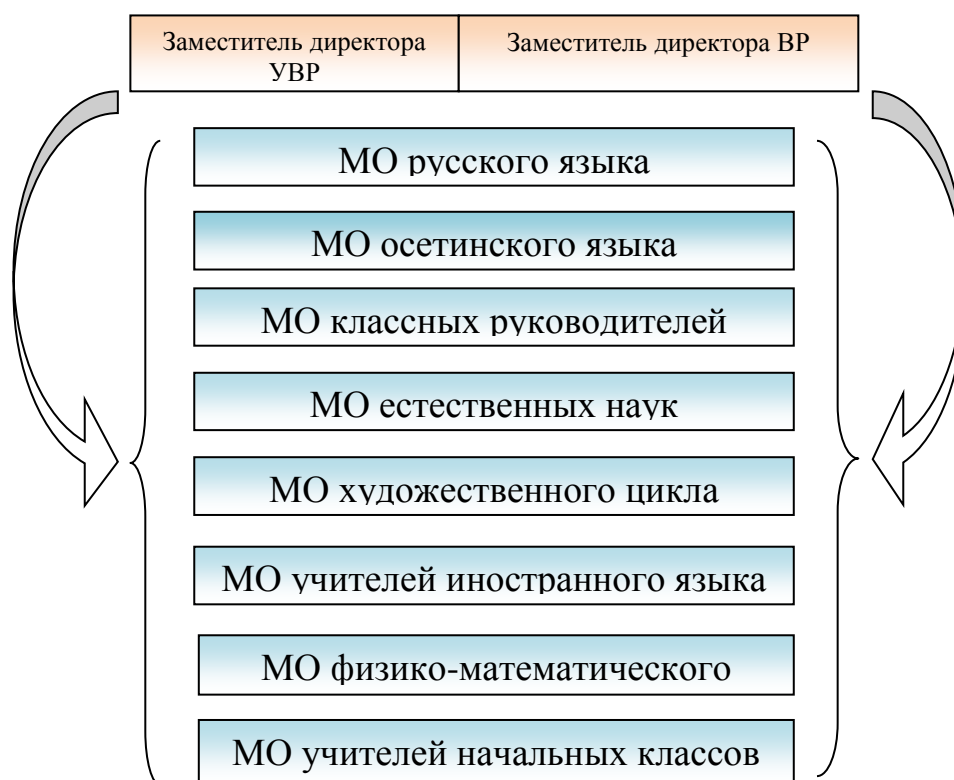 Заместитель директора
УВР
Заместитель директора ВР
МО русского языка
МО осетинского языка
МО классных руководителей
МО естественных наук
МО художественного цикла
МО учителей иностранного языка
МО физико-математического
МО учителей начальных классов